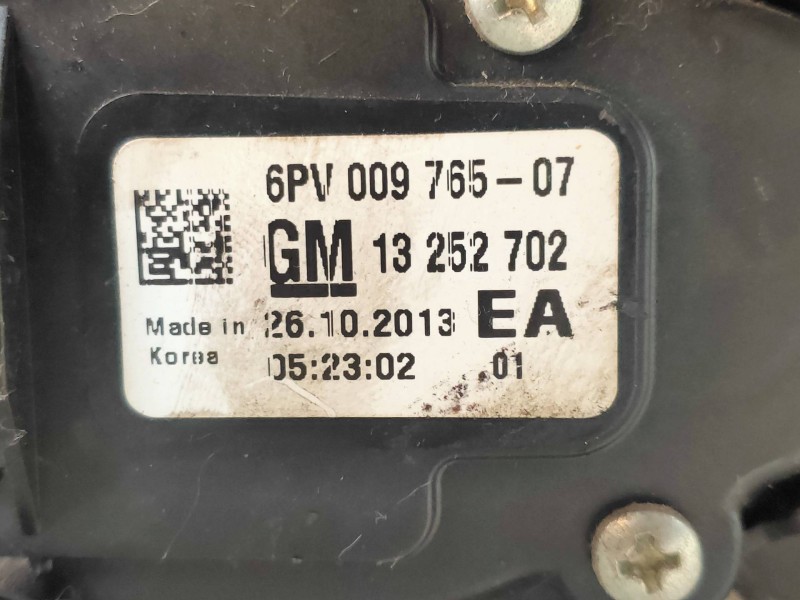 6PV 009 765-07
GM 13 252 702
Made in 26.10.2013 EA
Korea 05:23:02 .01